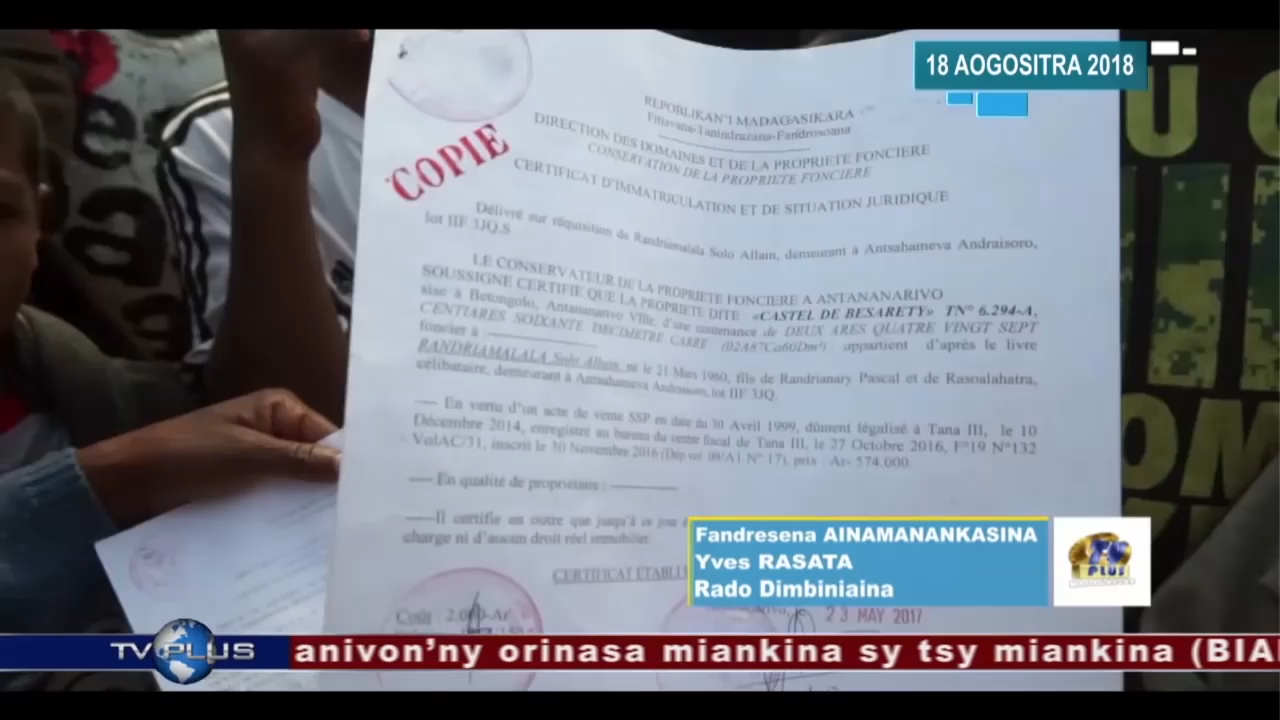 18 AOGOSITRA 2018
REPOBLIKAN'I MADAGASIKARA
Fitiavana-Tanindrazana-Fandrosoana
DIRECTION DES DOMAINES ET DE LA PROPRIETE FONCIERE
CONSERVATION DE LA PROPRIETE FONCIERE
CERTIFICAT D'IMMATRICULATION ET DE SITUATION JURIDIQUE
COPIE
Délivré sur réquisition de Randriamalala Solo Allain, demeurant à Antsahameva Andraisoro,
lot IIF 3JQ.S
LE CONSERVATEUR DE LA PROPRIETE FONCIERE A ANTANANARIVO
SOUSSIGNE CERTIFIE QUE LA PROPRIETE DITE «CASTEL DE BESARETY» TN° 6.294-A,
sise à Betongolo, Antananarivo Ville, d'une contenance de DEUX ARES QUATRE VINGT SEPT
CENTIARES SOIXANTE DECIMETRE CARRE (02A87Ca60Dm²) appartient d'après le livre
foncier à
RANDRIAMALALA Solo Allain, né le 21 Mars 1960, fils de Randrianary Pascal et de Rasoalahatra,
célibataire, demeurant à Antsahameva Andraisoro, lot IIF 3JQ.
— En vertu d'un acte de vente SSP en date du 30 Avril 1999, dûment légalisé à Tana III, le 10
Décembre 2014, enregistré au bureau du centre fiscal de Tana III, le 27 Octobre 2016, F°19 N°132
VolAC/31, inscrit le 30 Novembre 2016 (Dép vol 09/A1 N° 17), prix : Ar- 574.000.
— En qualité de propriétaire :
—Il certifie en outre que jusqu'à ce jour
charge ni d'aucun droit réel immobilier.
CERTIFICAT ETABLI
Coût : 2.000-Ar
23 MAY 2017
Fandresena AINAMANANKASINA
Yves RASATA
Rado Dimbiniaina
TV PLUS
TV PLUS
anivon'ny orinasa miankina sy tsy miankina (BIA